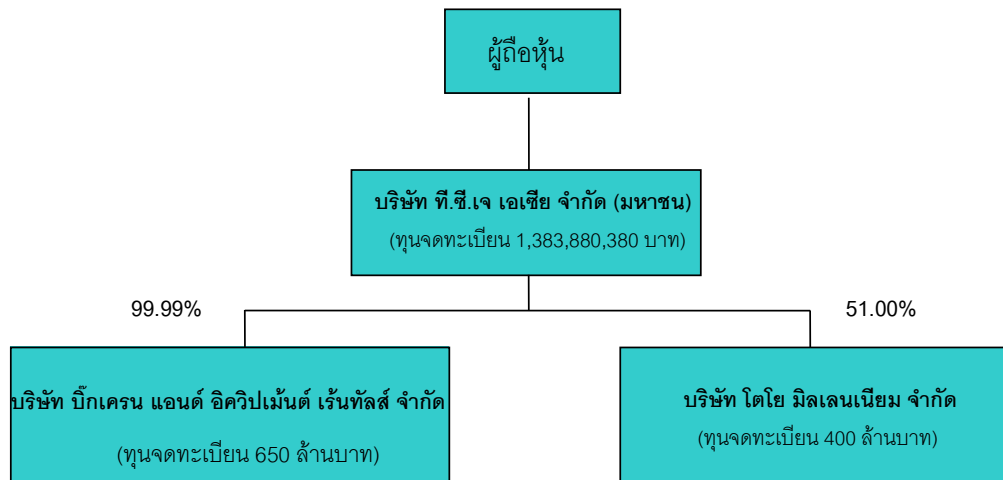 ผู้ถือหุ้น
บริษัท ที.ซี.เจ เอเซีย จำกัด (มหาชน)
(ทุนจดทะเบียน 1,383,880,380 บาท)
99.99%
51.00%
บริษัท บิ๊กเครน แอนด์ อิควิปเม้นต์ เร้นทัลส์ จำกัด
(ทุนจดทะเบียน 650 ล้านบาท)
บริษัท โตโย มิลเลนเนียม จำกัด
(ทุนจดทะเบียน 400 ล้านบาท)